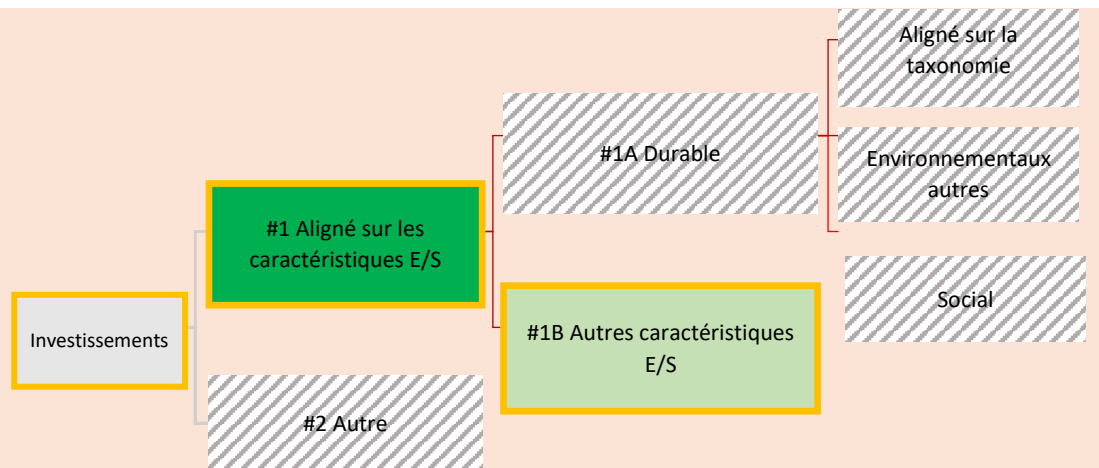 Aligné sur la
taxonomie
#1A Durable
Environnementaux
autres
#1 Aligné sur les
caractéristiques E/S
Social
Investissements
#1B Autres caractéristiques
E/S
#2 Autre